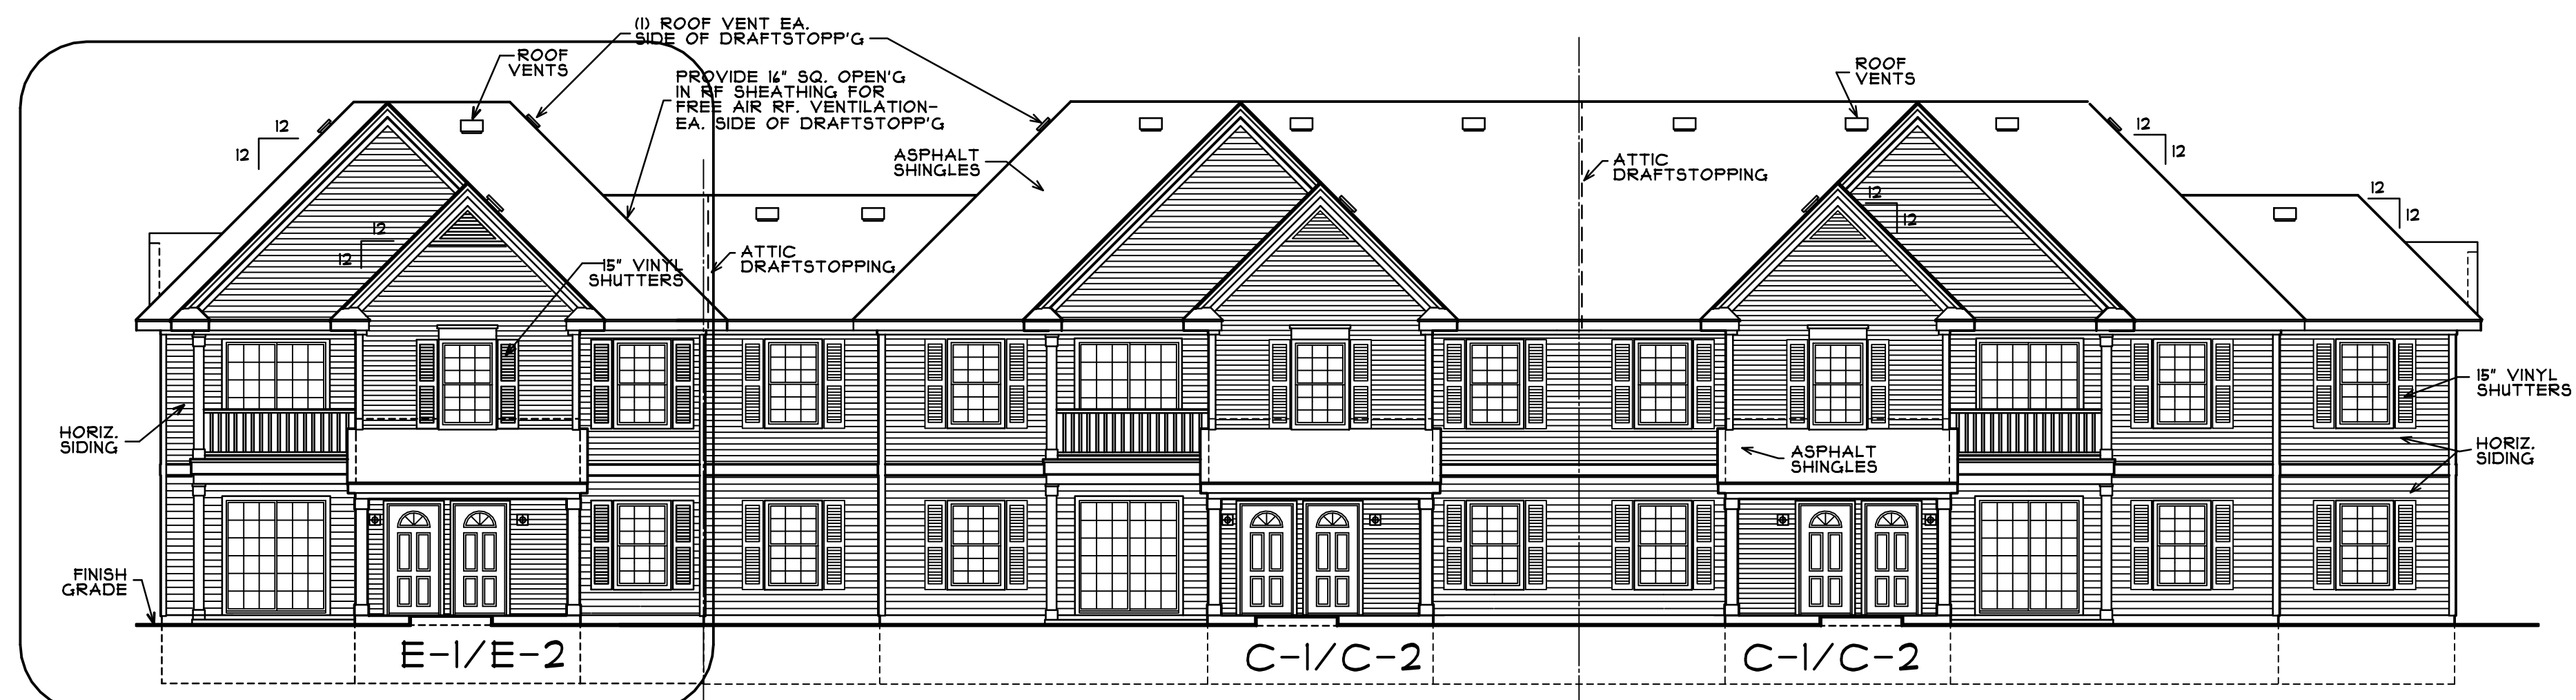 (1) ROOF VENT EA.
SIDE OF DRAFTSTOPP'G
ROOF
VENTS
PROVIDE 16" SQ. OPEN'G
IN RF SHEATHING FOR
FREE AIR RF. VENTILATION-
EA. SIDE OF DRAFTSTOPP'G
ROOF
VENTS
12
12
12
12
ASPHALT
SHINGLES
ATTIC
DRAFTSTOPPING
12
12
12
12
12
12
ATTIC
DRAFTSTOPPING
15" VINYL
SHUTTERS
15" VINYL
SHUTTERS
HORIZ.
SIDING
ASPHALT
SHINGLES
HORIZ.
SIDING
FINISH
GRADE
E-1/E-2
C-1/C-2
C-1/C-2